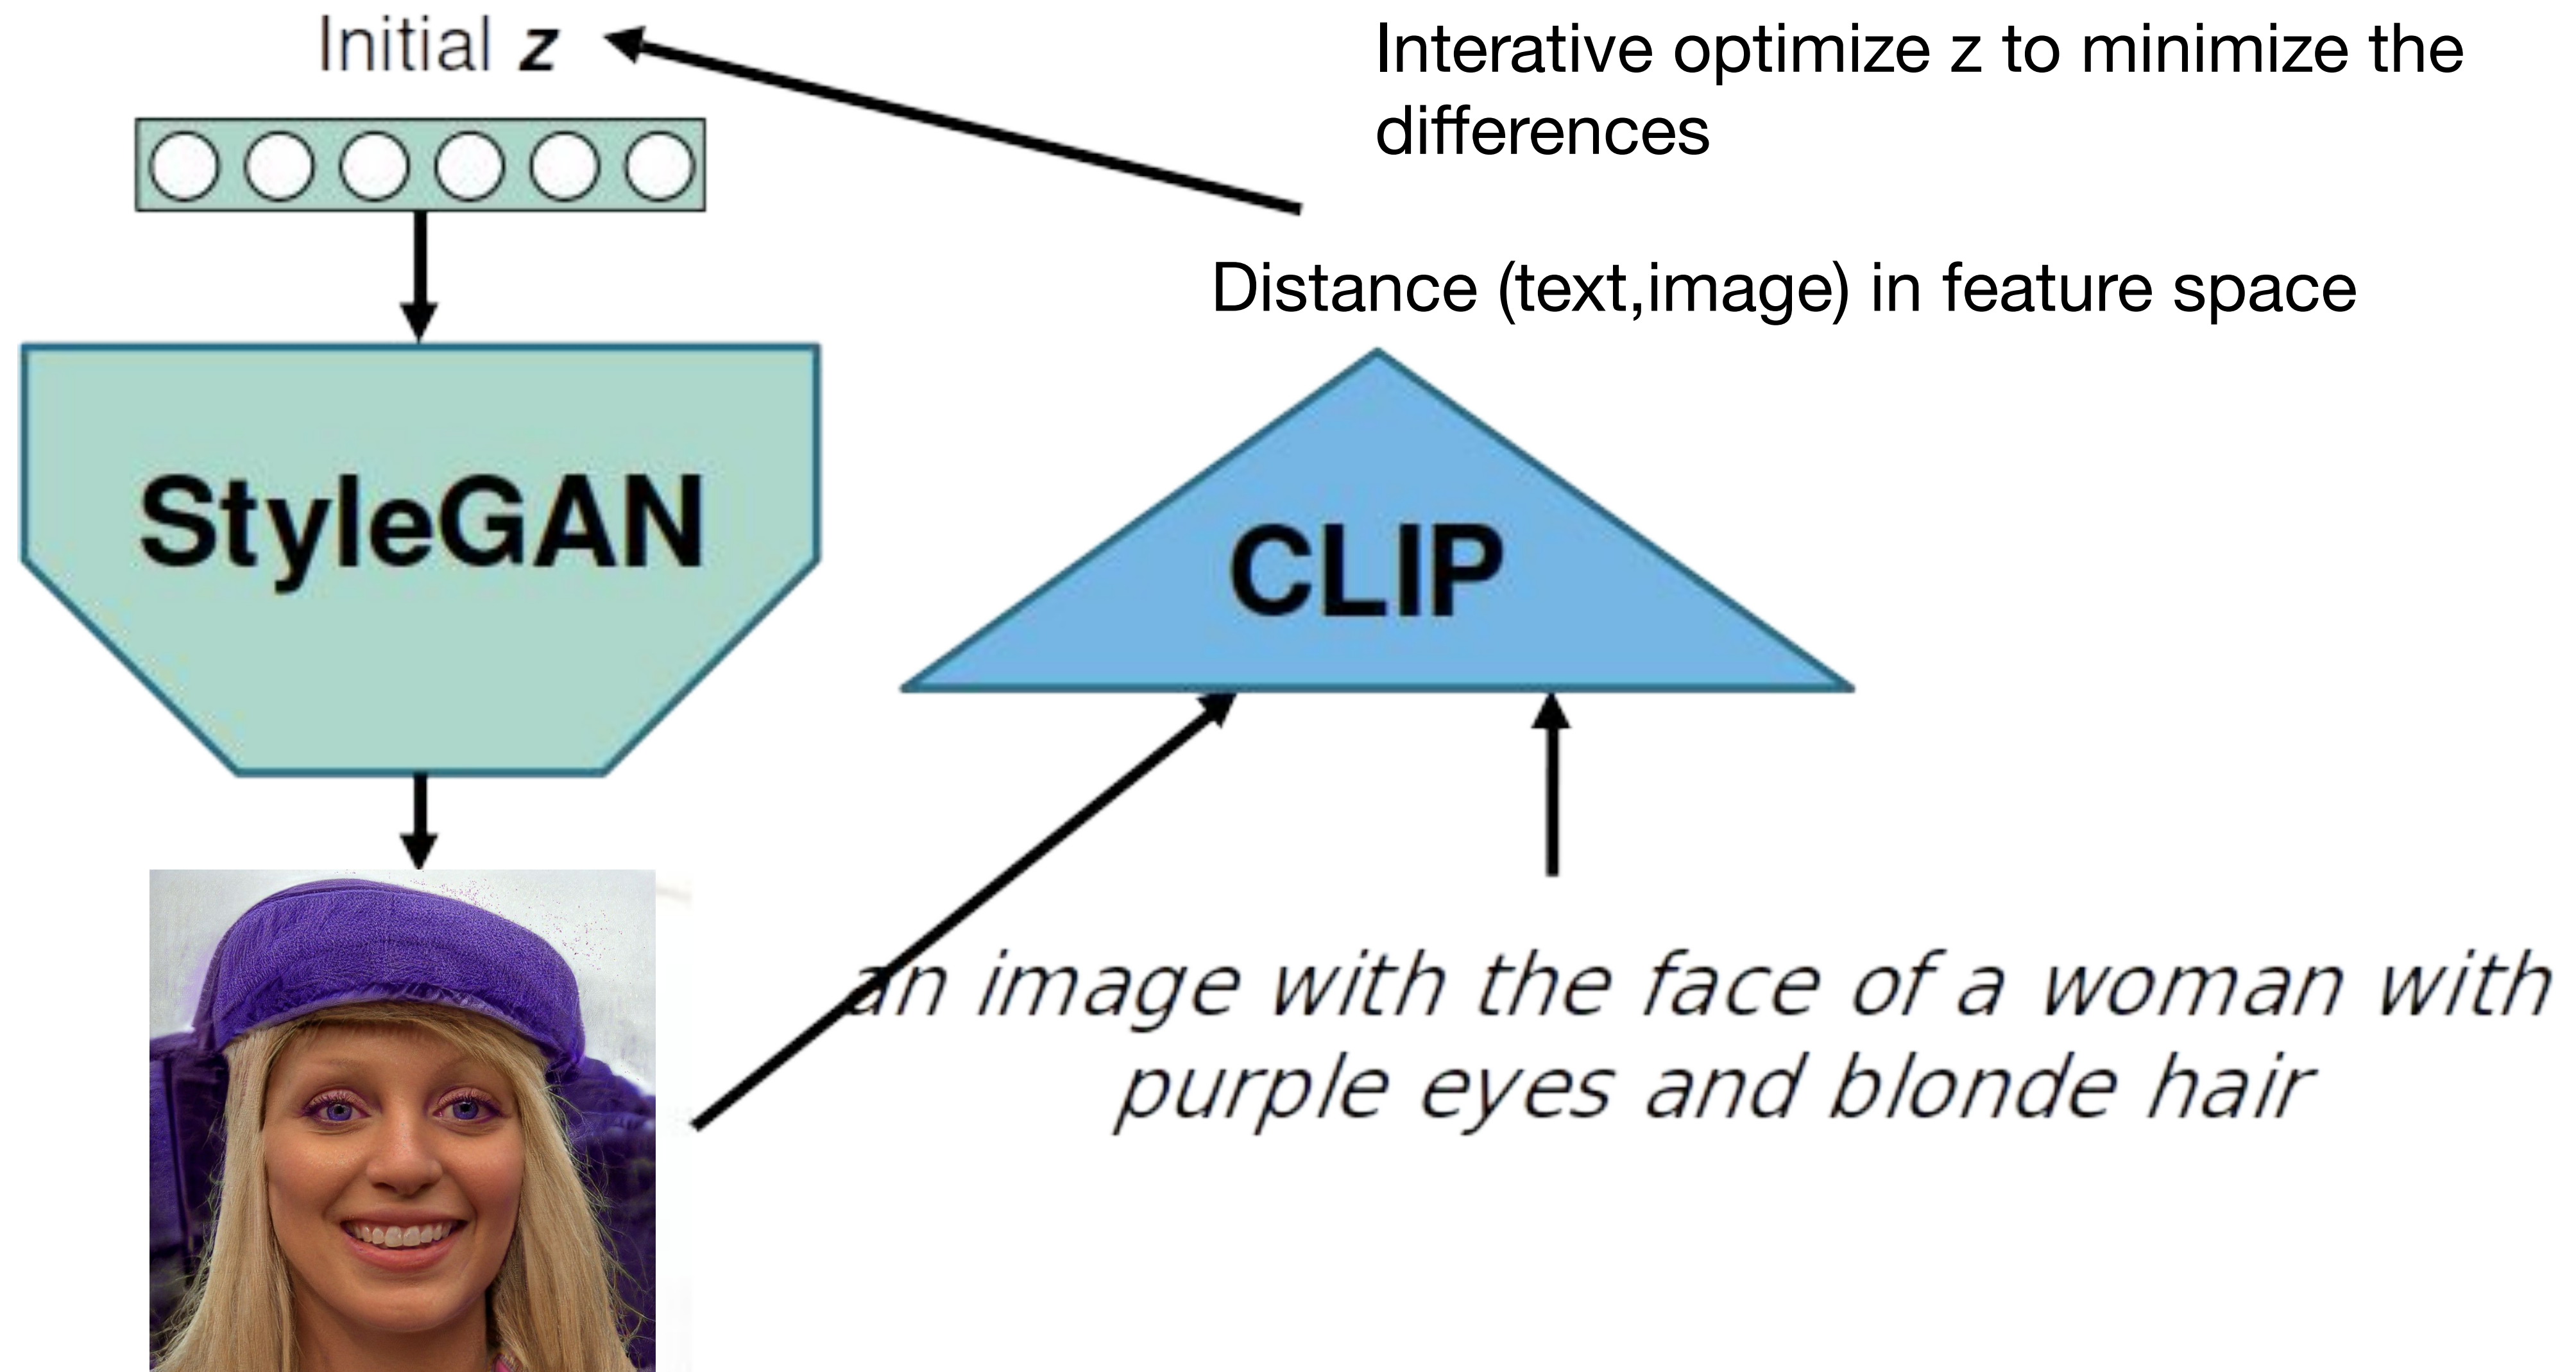 Initial z
Interative optimize z to minimize the
differences
Distance (text,image) in feature space
StyleGAN
CLIP
an image with the face of a woman with
purple eyes and blonde hair